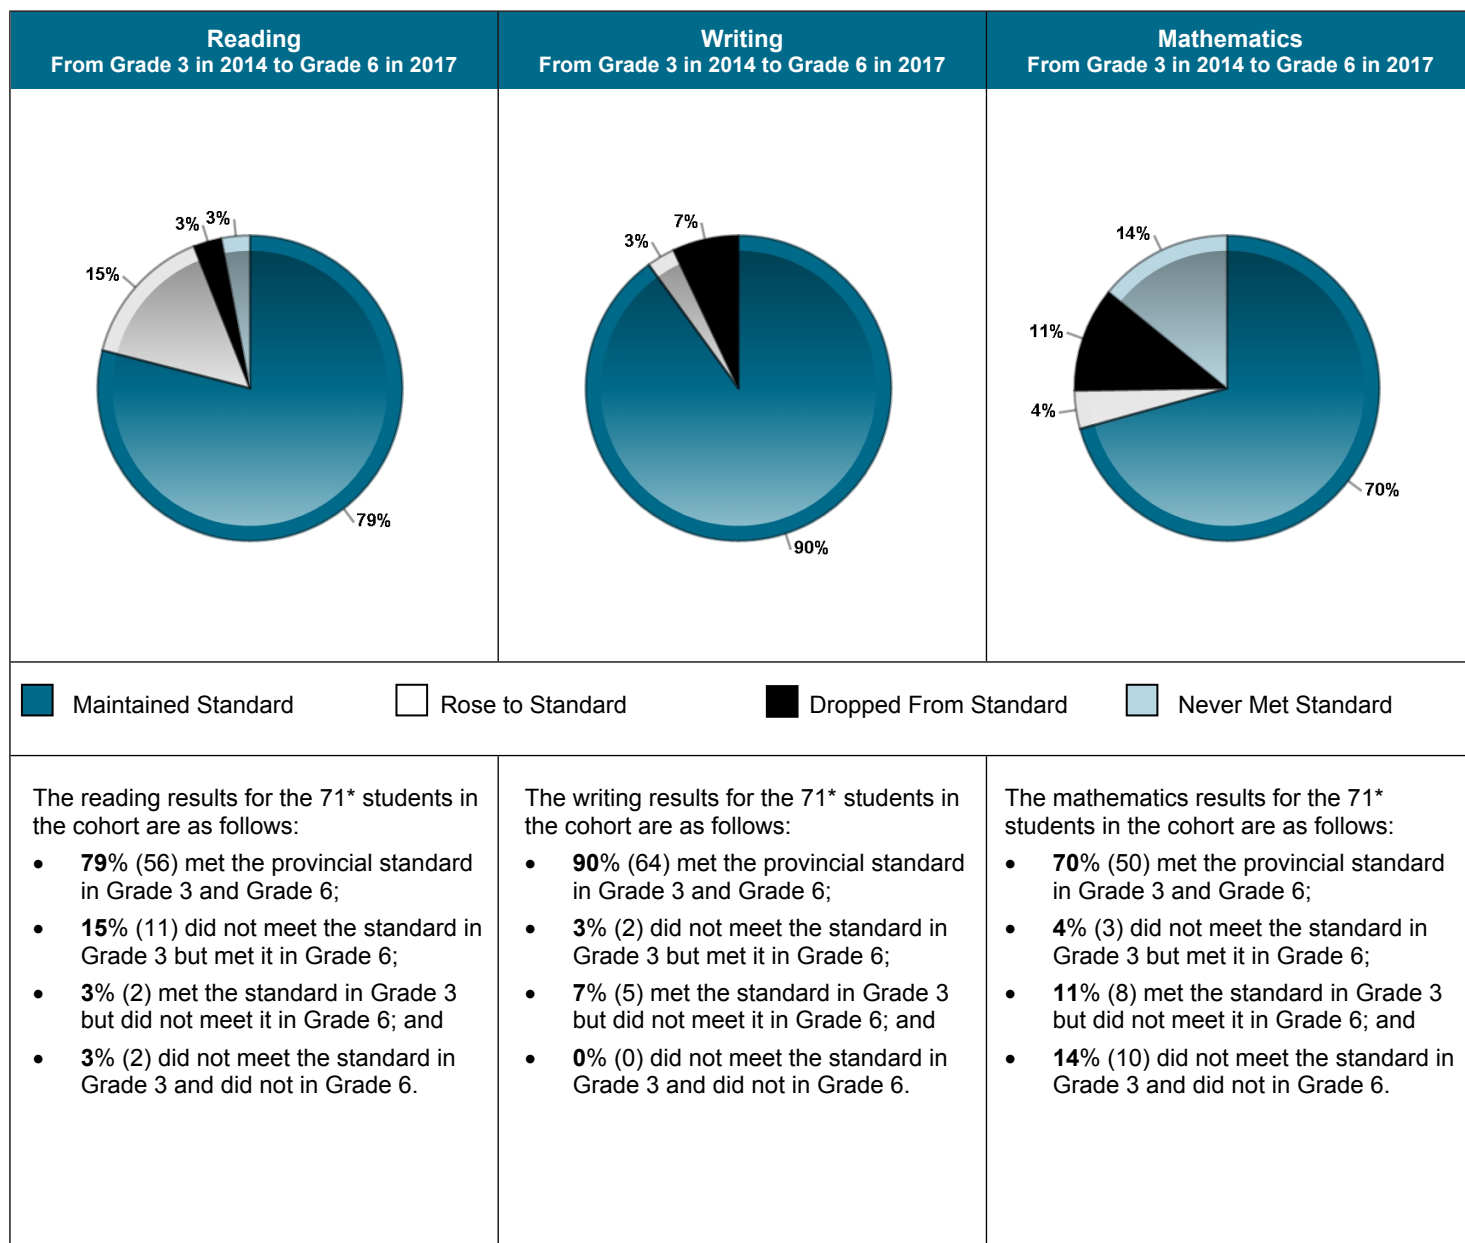 Reading
From Grade 3 in 2014 to Grade 6 in 2017
Writing
From Grade 3 in 2014 to Grade 6 in 2017
Mathematics
From Grade 3 in 2014 to Grade 6 in 2017
3%
3%
15%
79%
7%
3%
90%
14%
11%
4%
70%
Maintained Standard
Rose to Standard
Dropped From Standard
Never Met Standard
The reading results for the 71* students in
the cohort are as follows:
• 79% (56) met the provincial standard
in Grade 3 and Grade 6;
• 15% (11) did not meet the standard in
Grade 3 but met it in Grade 6;
• 3% (2) met the standard in Grade 3
but did not meet it in Grade 6; and
• 3% (2) did not meet the standard in
Grade 3 and did not in Grade 6.
The writing results for the 71* students in
the cohort are as follows:
• 90% (64) met the provincial standard
in Grade 3 and Grade 6;
• 3% (2) did not meet the standard in
Grade 3 but met it in Grade 6;
• 7% (5) met the standard in Grade 3
but did not meet it in Grade 6; and
• 0% (0) did not meet the standard in
Grade 3 and did not in Grade 6.
The mathematics results for the 71*
students in the cohort are as follows:
• 70% (50) met the provincial standard
in Grade 3 and Grade 6;
• 4% (3) did not meet the standard in
Grade 3 but met it in Grade 6;
• 11% (8) met the standard in Grade 3
but did not meet it in Grade 6; and
• 14% (10) did not meet the standard in
Grade 3 and did not in Grade 6.